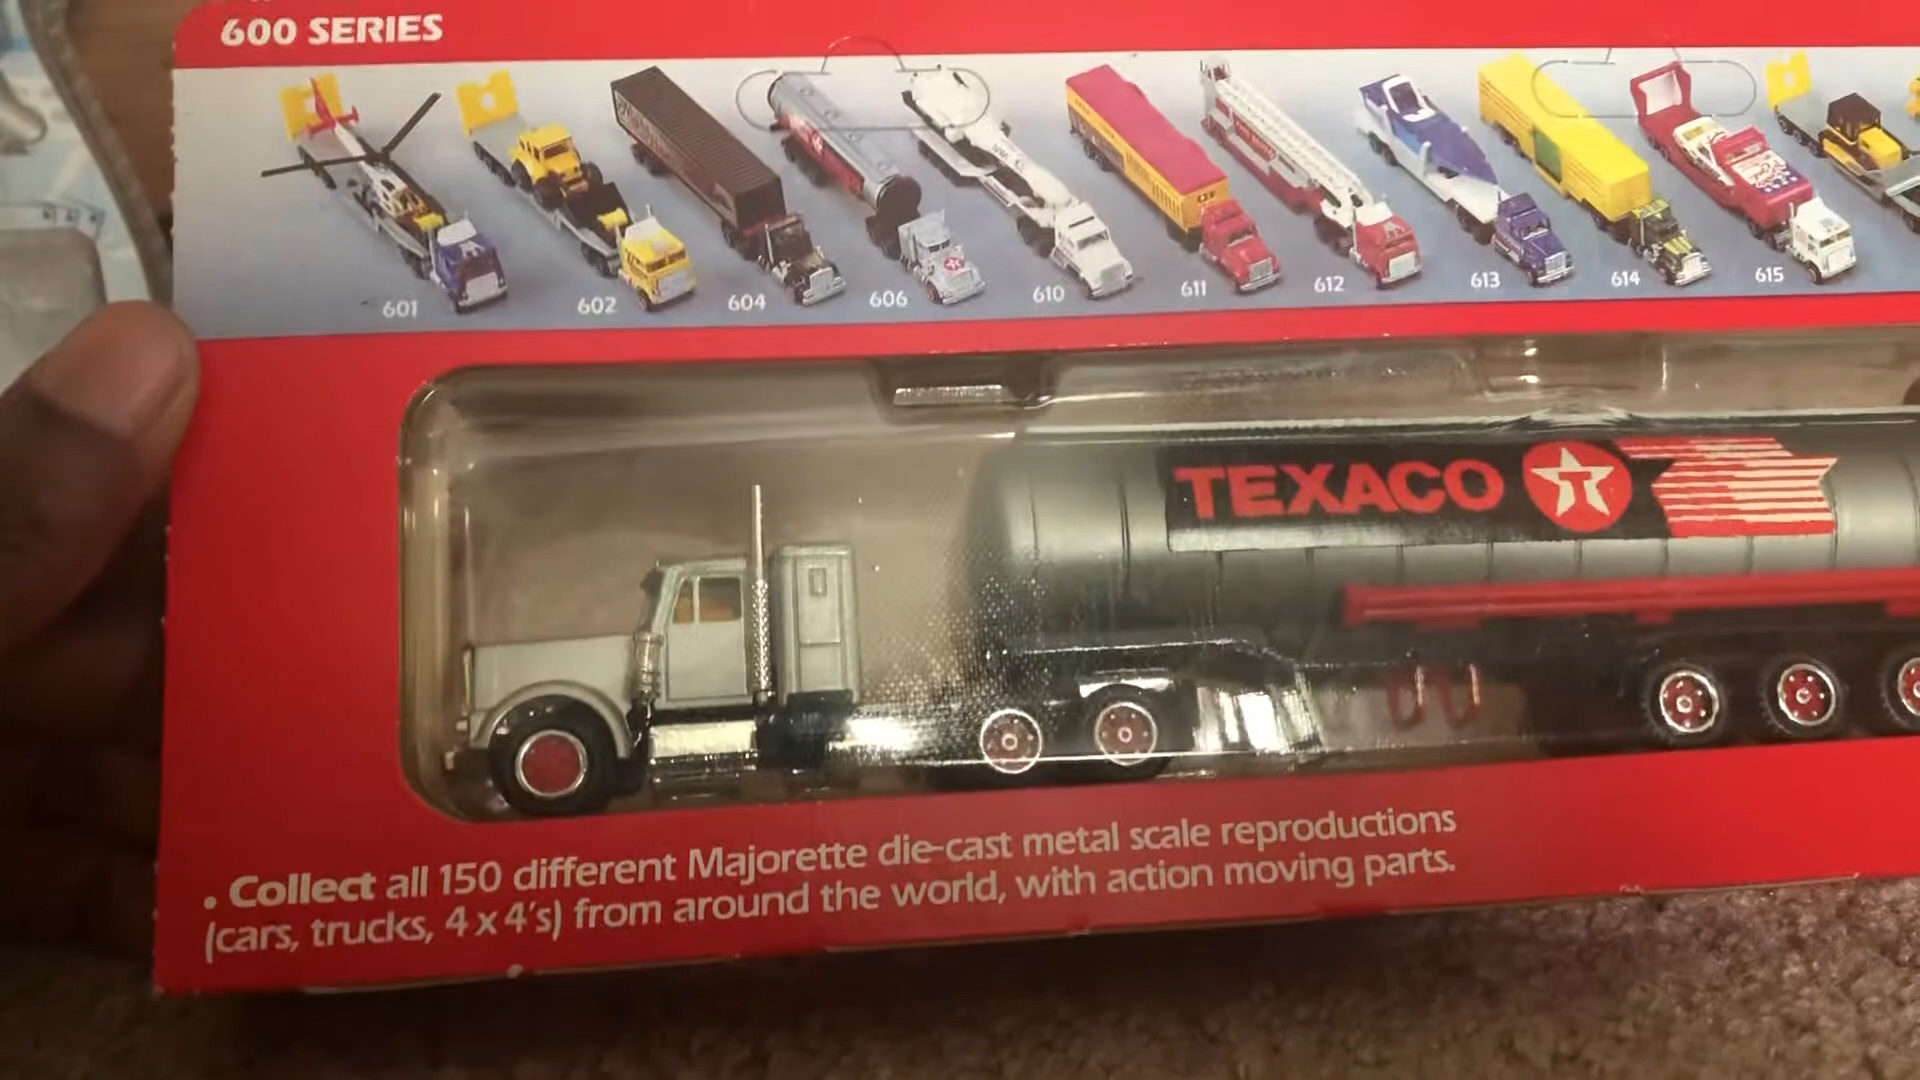 600 SERIES
601 602 604 606 610 611 612 613 614 615
TEXACO
. Collect all 150 different Majorette die-cast metal scale reproductions
(cars, trucks, 4 x 4's) from around the world, with action moving parts.